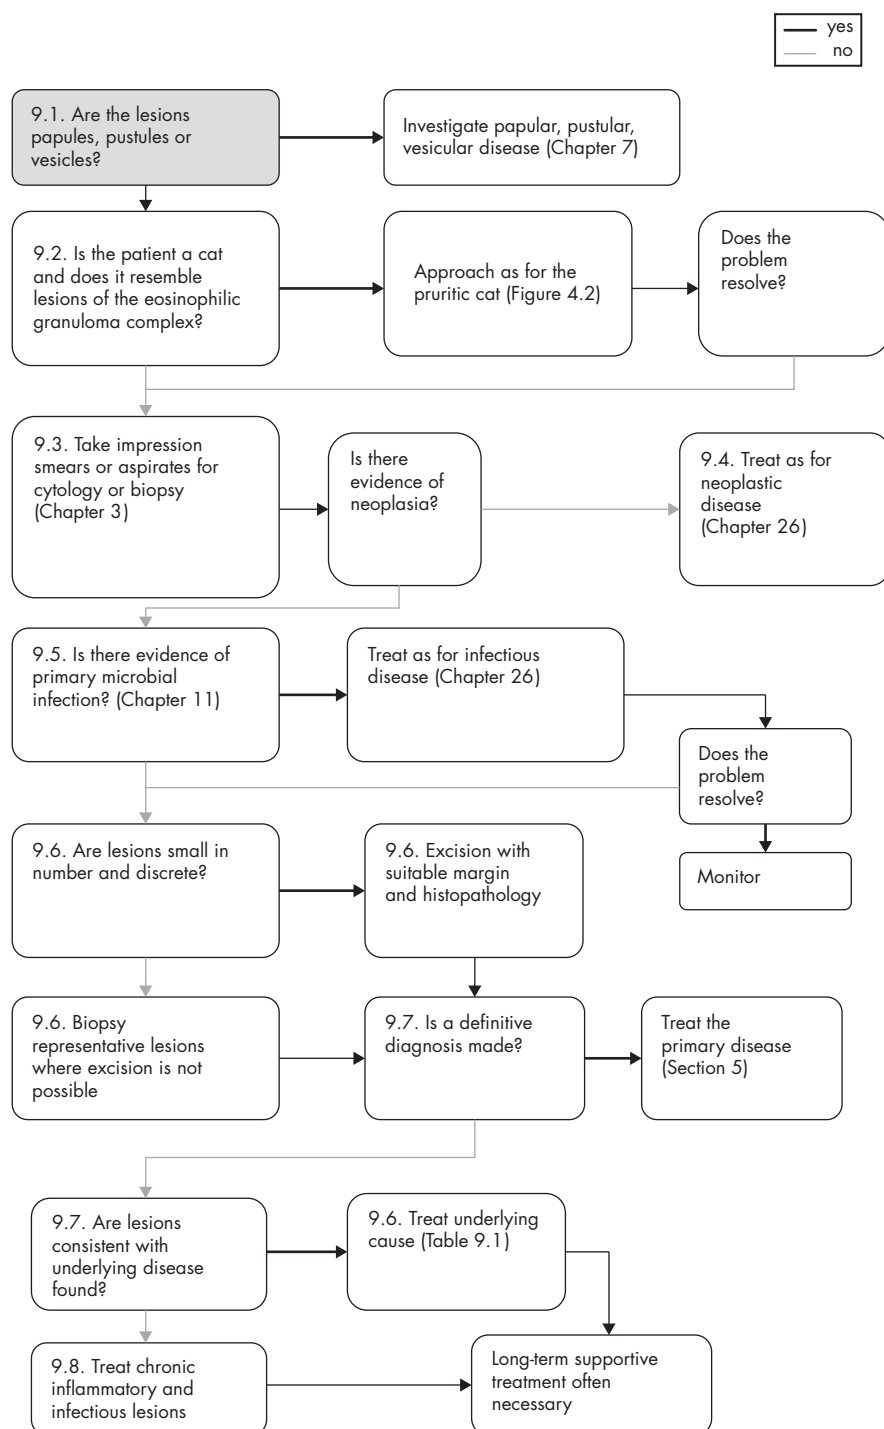 yes
no
9.1. Are the lesions
papules, pustules or
vesicles?
Investigate papular, pustular,
vesicular disease (Chapter 7)
9.2. Is the patient a cat
and does it resemble
lesions of the eosinophilic
granuloma complex?
Approach as for the
pruritic cat (Figure 4.2)
Does the
problem
resolve?
9.3. Take impression
smears or aspirates for
cytology or biopsy
(Chapter 3)
Is there
evidence of
neoplasia?
9.4. Treat as for
neoplastic
disease
(Chapter 26)
9.5. Is there evidence of
primary microbial
infection? (Chapter 11)
Treat as for infectious
disease (Chapter 26)
Does the
problem
resolve?
Monitor
9.6. Are lesions small in
number and discrete?
9.6. Excision with
suitable margin
and histopathology
9.6. Biopsy
representative lesions
where excision is not
possible
9.7. Is a definitive
diagnosis made?
Treat the
primary disease
(Section 5)
9.7. Are lesions
consistent with
underlying disease
found?
9.6. Treat underlying
cause (Table 9.1)
9.8. Treat chronic
inflammatory and
infectious lesions
Long-term supportive
treatment often
necessary